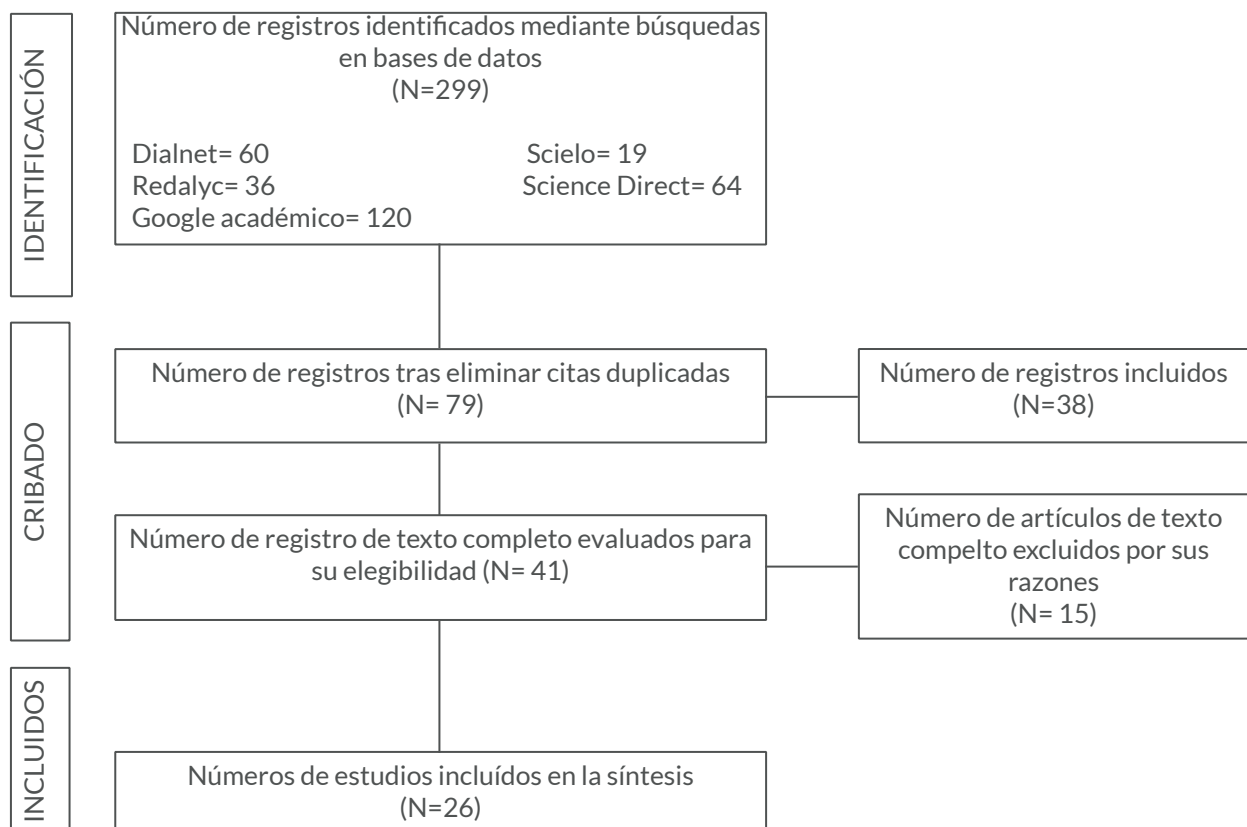 IDENTIFICACIÓN
Número de registros identificados mediante búsquedas
en bases de datos
(N=299)
Dialnet= 60
Scielo= 19
Redalyc= 36
Science Direct= 64
Google académico= 120
CRIBADO
Número de registros tras eliminar citas duplicadas
(N= 79)
Número de registros incluidos
(N=38)
Número de registro de texto completo evaluados para
su elegibilidad (N= 41)
Número de artículos de texto
compelto excluidos por sus
razones
(N= 15)
INCLUIDOS
Números de estudios incluídos en la síntesis
(N=26)